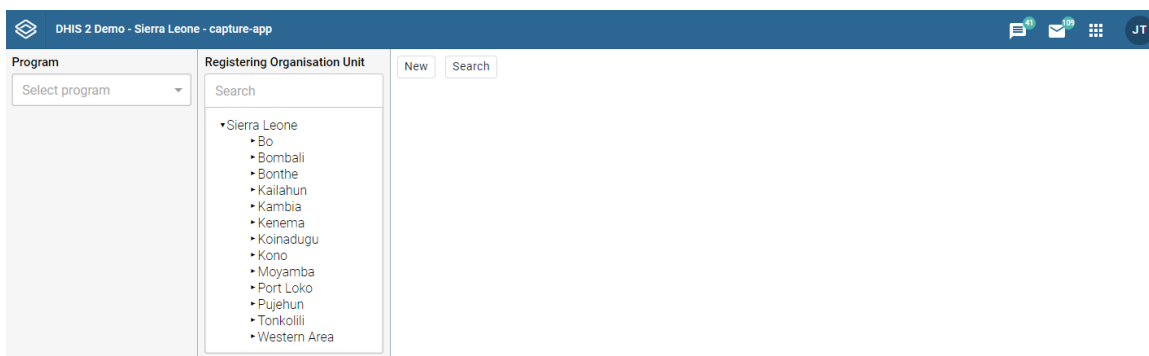 DHIS 2 Demo - Sierra Leone - capture-app
41
109
JT
Program
Select program
Registering Organisation Unit
Search
Sierra Leone
Bo
Bombali
Bonthe
Kailahun
Kambia
Kenema
Koinadugu
Kono
Moyamba
Port Loko
Pujehun
Tonkolili
Western Area
New
Search